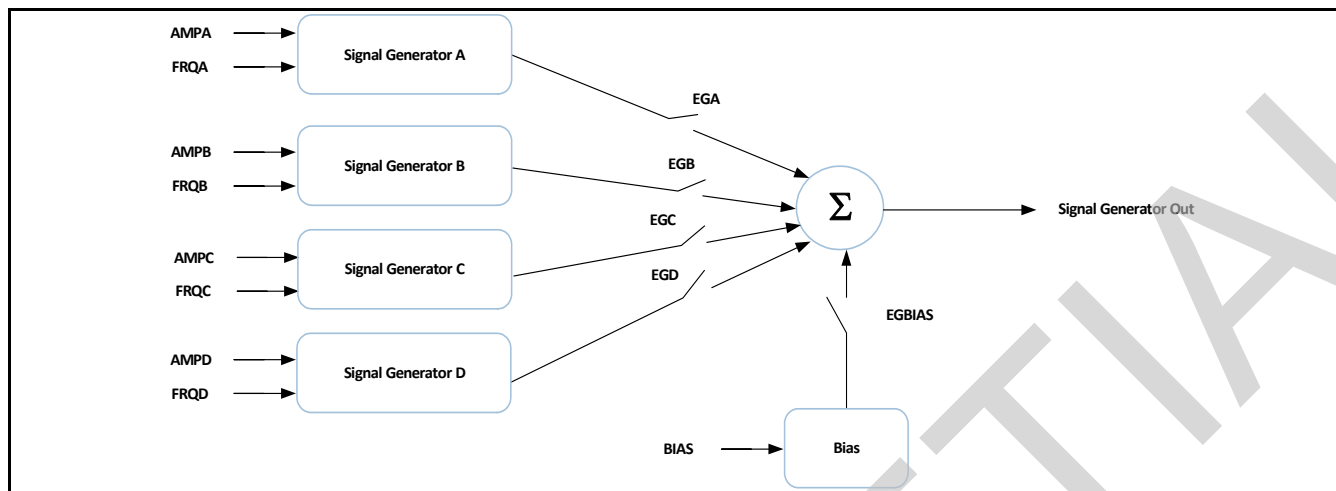 AMPA
FRQA
Signal Generator A
EGA
AMPB
FRQB
Signal Generator B
EGB
AMPC
FRQC
Signal Generator C
EGC
AMPD
FRQD
Signal Generator D
EGD
Σ
Signal Generator Out
EGBIAS
BIAS
Bias
TIAL